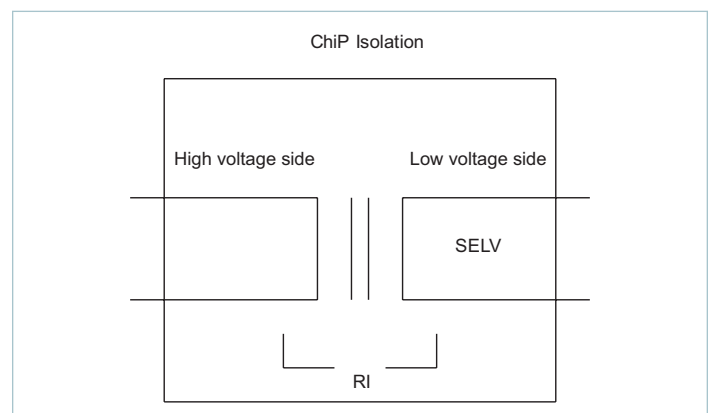 ChiP Isolation
High voltage side
Low voltage side
SELV
RI